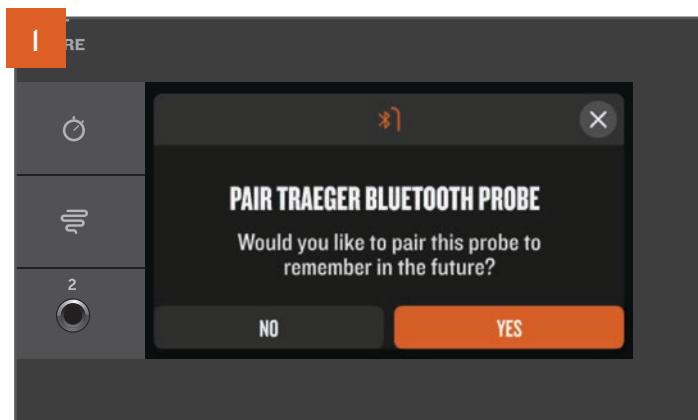 1
RE
PAIR TRAEGER BLUETOOTH PROBE
Would you like to pair this probe to
remember in the future?
2
NO
YES